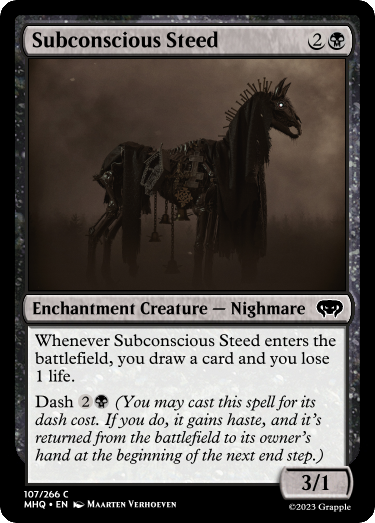 Subconscious Steed 2
Enchantment Creature — Nighmare
Whenever Subconscious Steed enters the
battlefield, you draw a card and you lose
1 life.
Dash 2 (You may cast this spell for its
dash cost. If you do, it gains haste, and it's
returned from the battlefield to its owner's
hand at the beginning of the next end step.)
3/1
107/266 C
MHQ • EN Maarten Verhoeven
©2023 Grapple